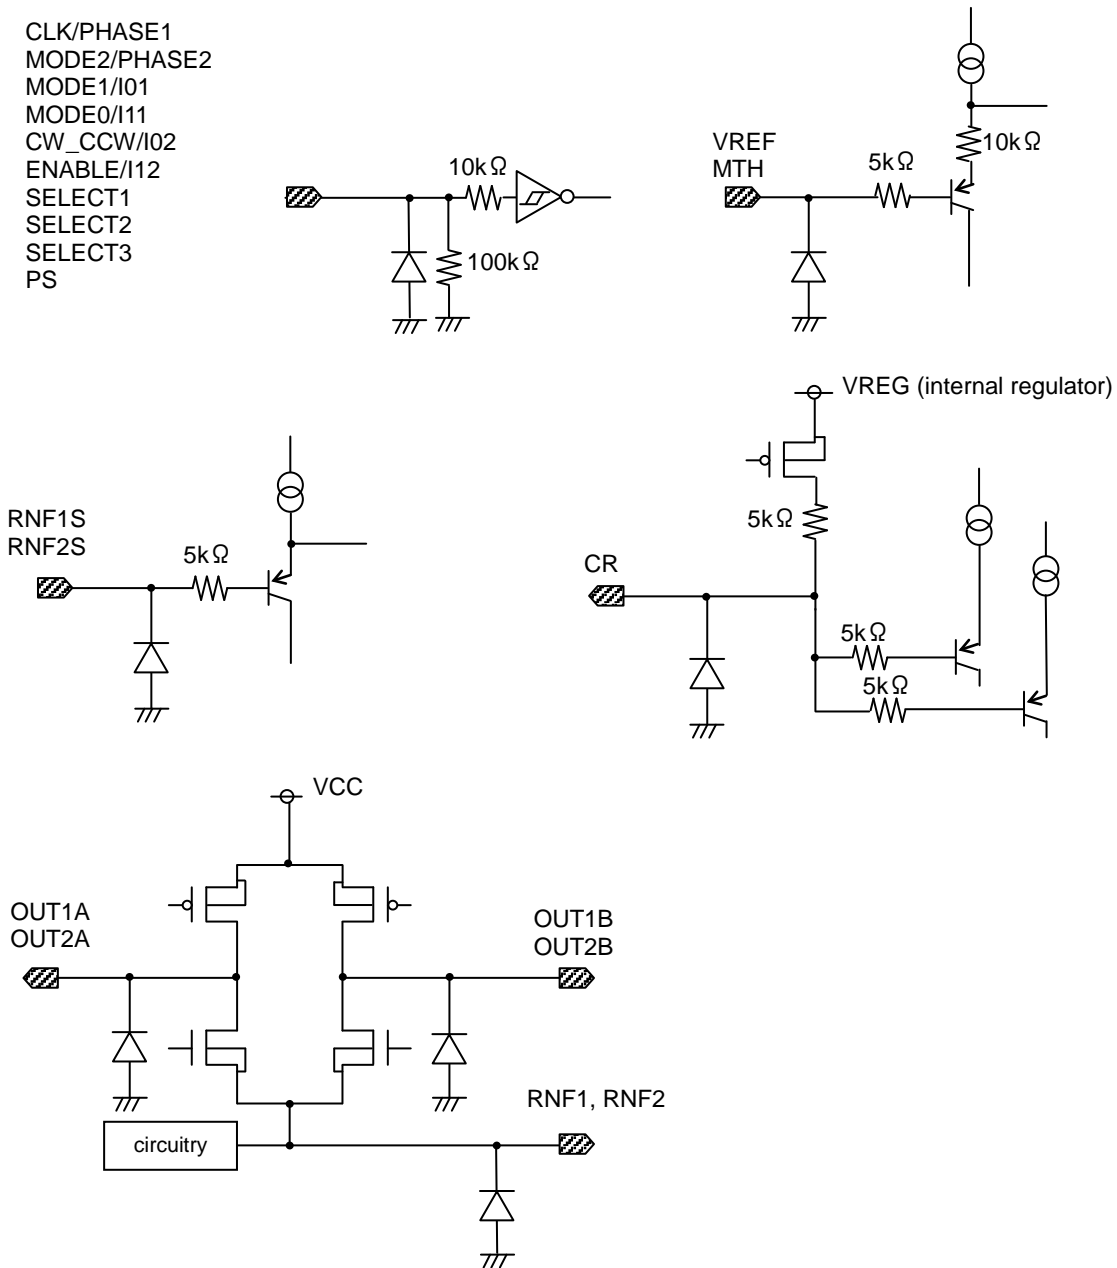 CLK/PHASE1
MODE2/PHASE2
MODE1/I01
MODE0/I11
CW_CCW/I02
ENABLE/I12
SELECT1
SELECT2
SELECT3
PS
10kΩ
100kΩ
VREF
MTH
5kΩ
10kΩ
RNF1S
RNF2S
5kΩ
VREG (internal regulator)
5kΩ
CR
5kΩ
5kΩ
VCC
OUT1A
OUT2A
OUT1B
OUT2B
RNF1, RNF2
circuitry